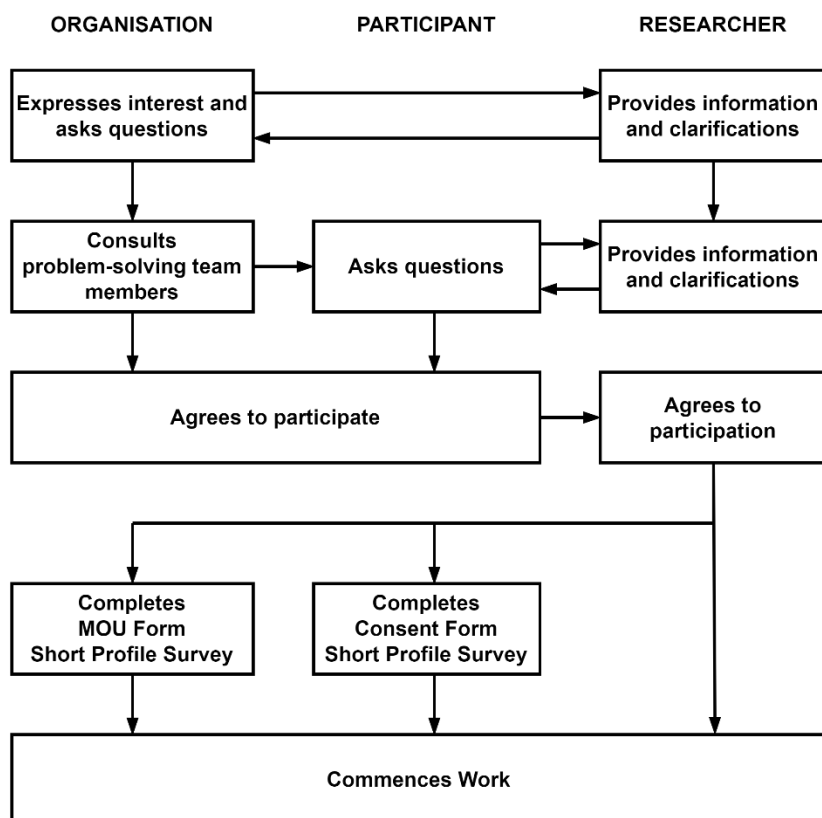 ORGANISATION
PARTICIPANT
RESEARCHER
Expresses interest and
asks questions
Provides information
and clarifications
Consults
problem-solving team
members
Asks questions
Provides information
and clarifications
Agrees to participate
Agrees to
participation
Completes
MOU Form
Short Profile Survey
Completes
Consent Form
Short Profile Survey
Commences Work